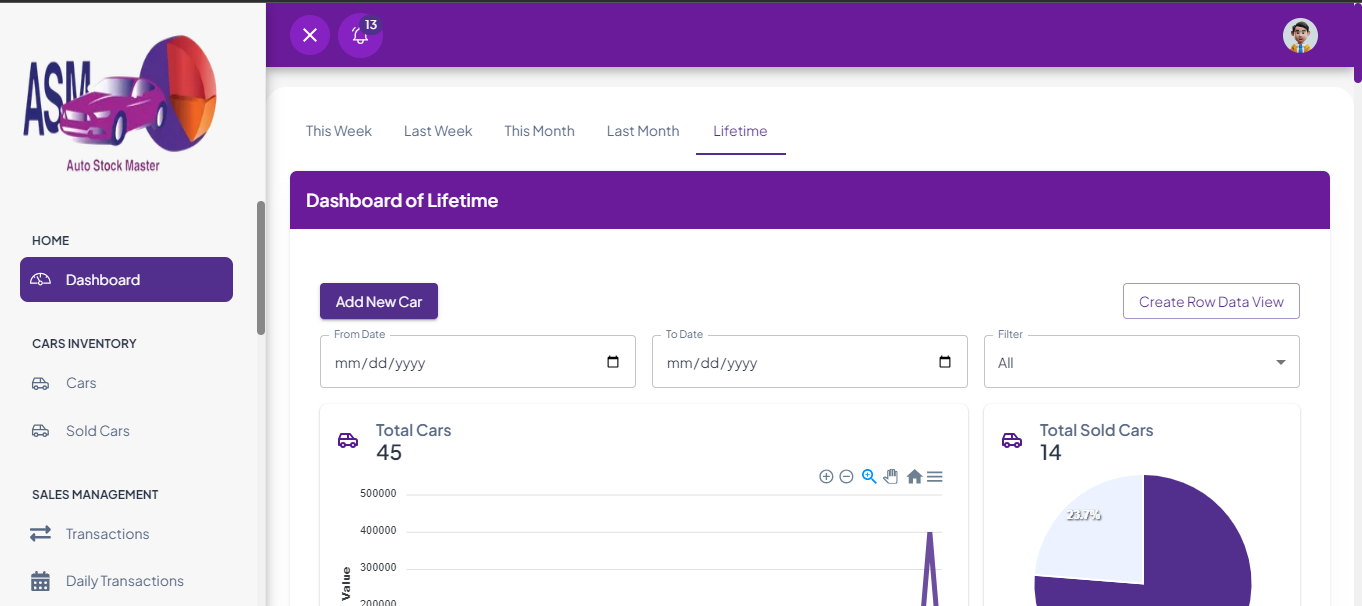 ASM
Auto Stock Master
HOME
Dashboard
CARS INVENTORY
Cars
Sold Cars
SALES MANAGEMENT
Transactions
Daily Transactions
13
This Week Last Week This Month Last Month Lifetime
Dashboard of Lifetime
Add New Car Create Row Data View
From Date To Date Filter
mm/dd/yyyy mm/dd/yyyy All
Total Cars
45
500000
400000
300000
200000
Value
Total Sold Cars
14
23.7%